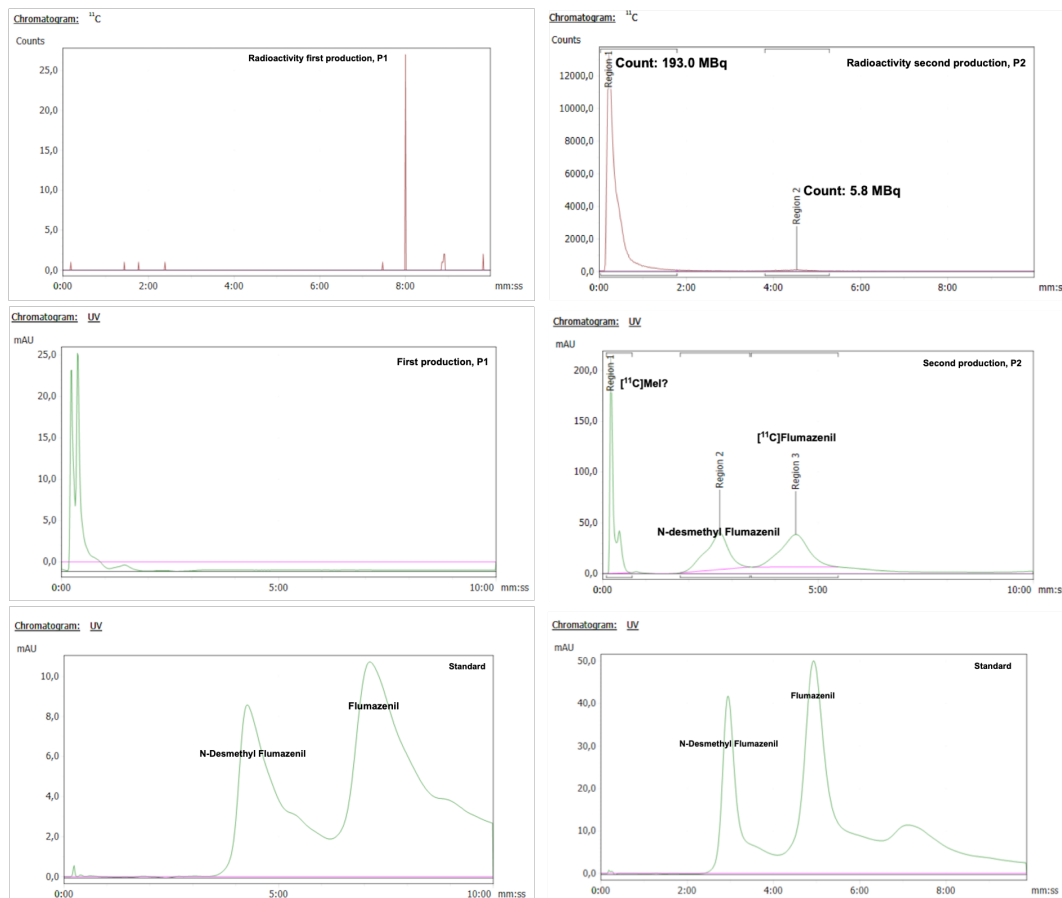 Chromatogram: ¹¹C
Counts
Radioactivity first production, P1
25,0
20,0
15,0
10,0
5,0
0,0
0:00 2:00 4:00 6:00 8:00 mm:ss
Chromatogram: ¹¹C
Counts
Radioactivity second production, P2
Region 1
Count: 193.0 MBq
Region 2
Count: 5.8 MBq
12000,0
10000,0
8000,0
6000,0
4000,0
2000,0
0,0
0:00 2:00 4:00 6:00 8:00 mm:ss
Chromatogram: UV
mAU
First production, P1
25,0
20,0
15,0
10,0
5,0
0,0
0:00 5:00 10:00 mm:ss
Chromatogram: UV
mAU
Second production, P2
Region 1
[¹¹C]MeI?
[¹¹C]Flumazenil
Region 2
Region 3
N-desmethyl Flumazenil
200,0
150,0
100,0
50,0
0,0
0:00 5:00 10:00 mm:ss
Chromatogram: UV
mAU
Standard
Flumazenil
N-Desmethyl Flumazenil
10,0
8,0
6,0
4,0
2,0
0,0
0:00 5:00 10:00 mm:ss
Chromatogram: UV
mAU
Standard
Flumazenil
N-Desmethyl Flumazenil
50,0
40,0
30,0
20,0
10,0
0,0
0:00 2:00 4:00 6:00 8:00 mm:ss